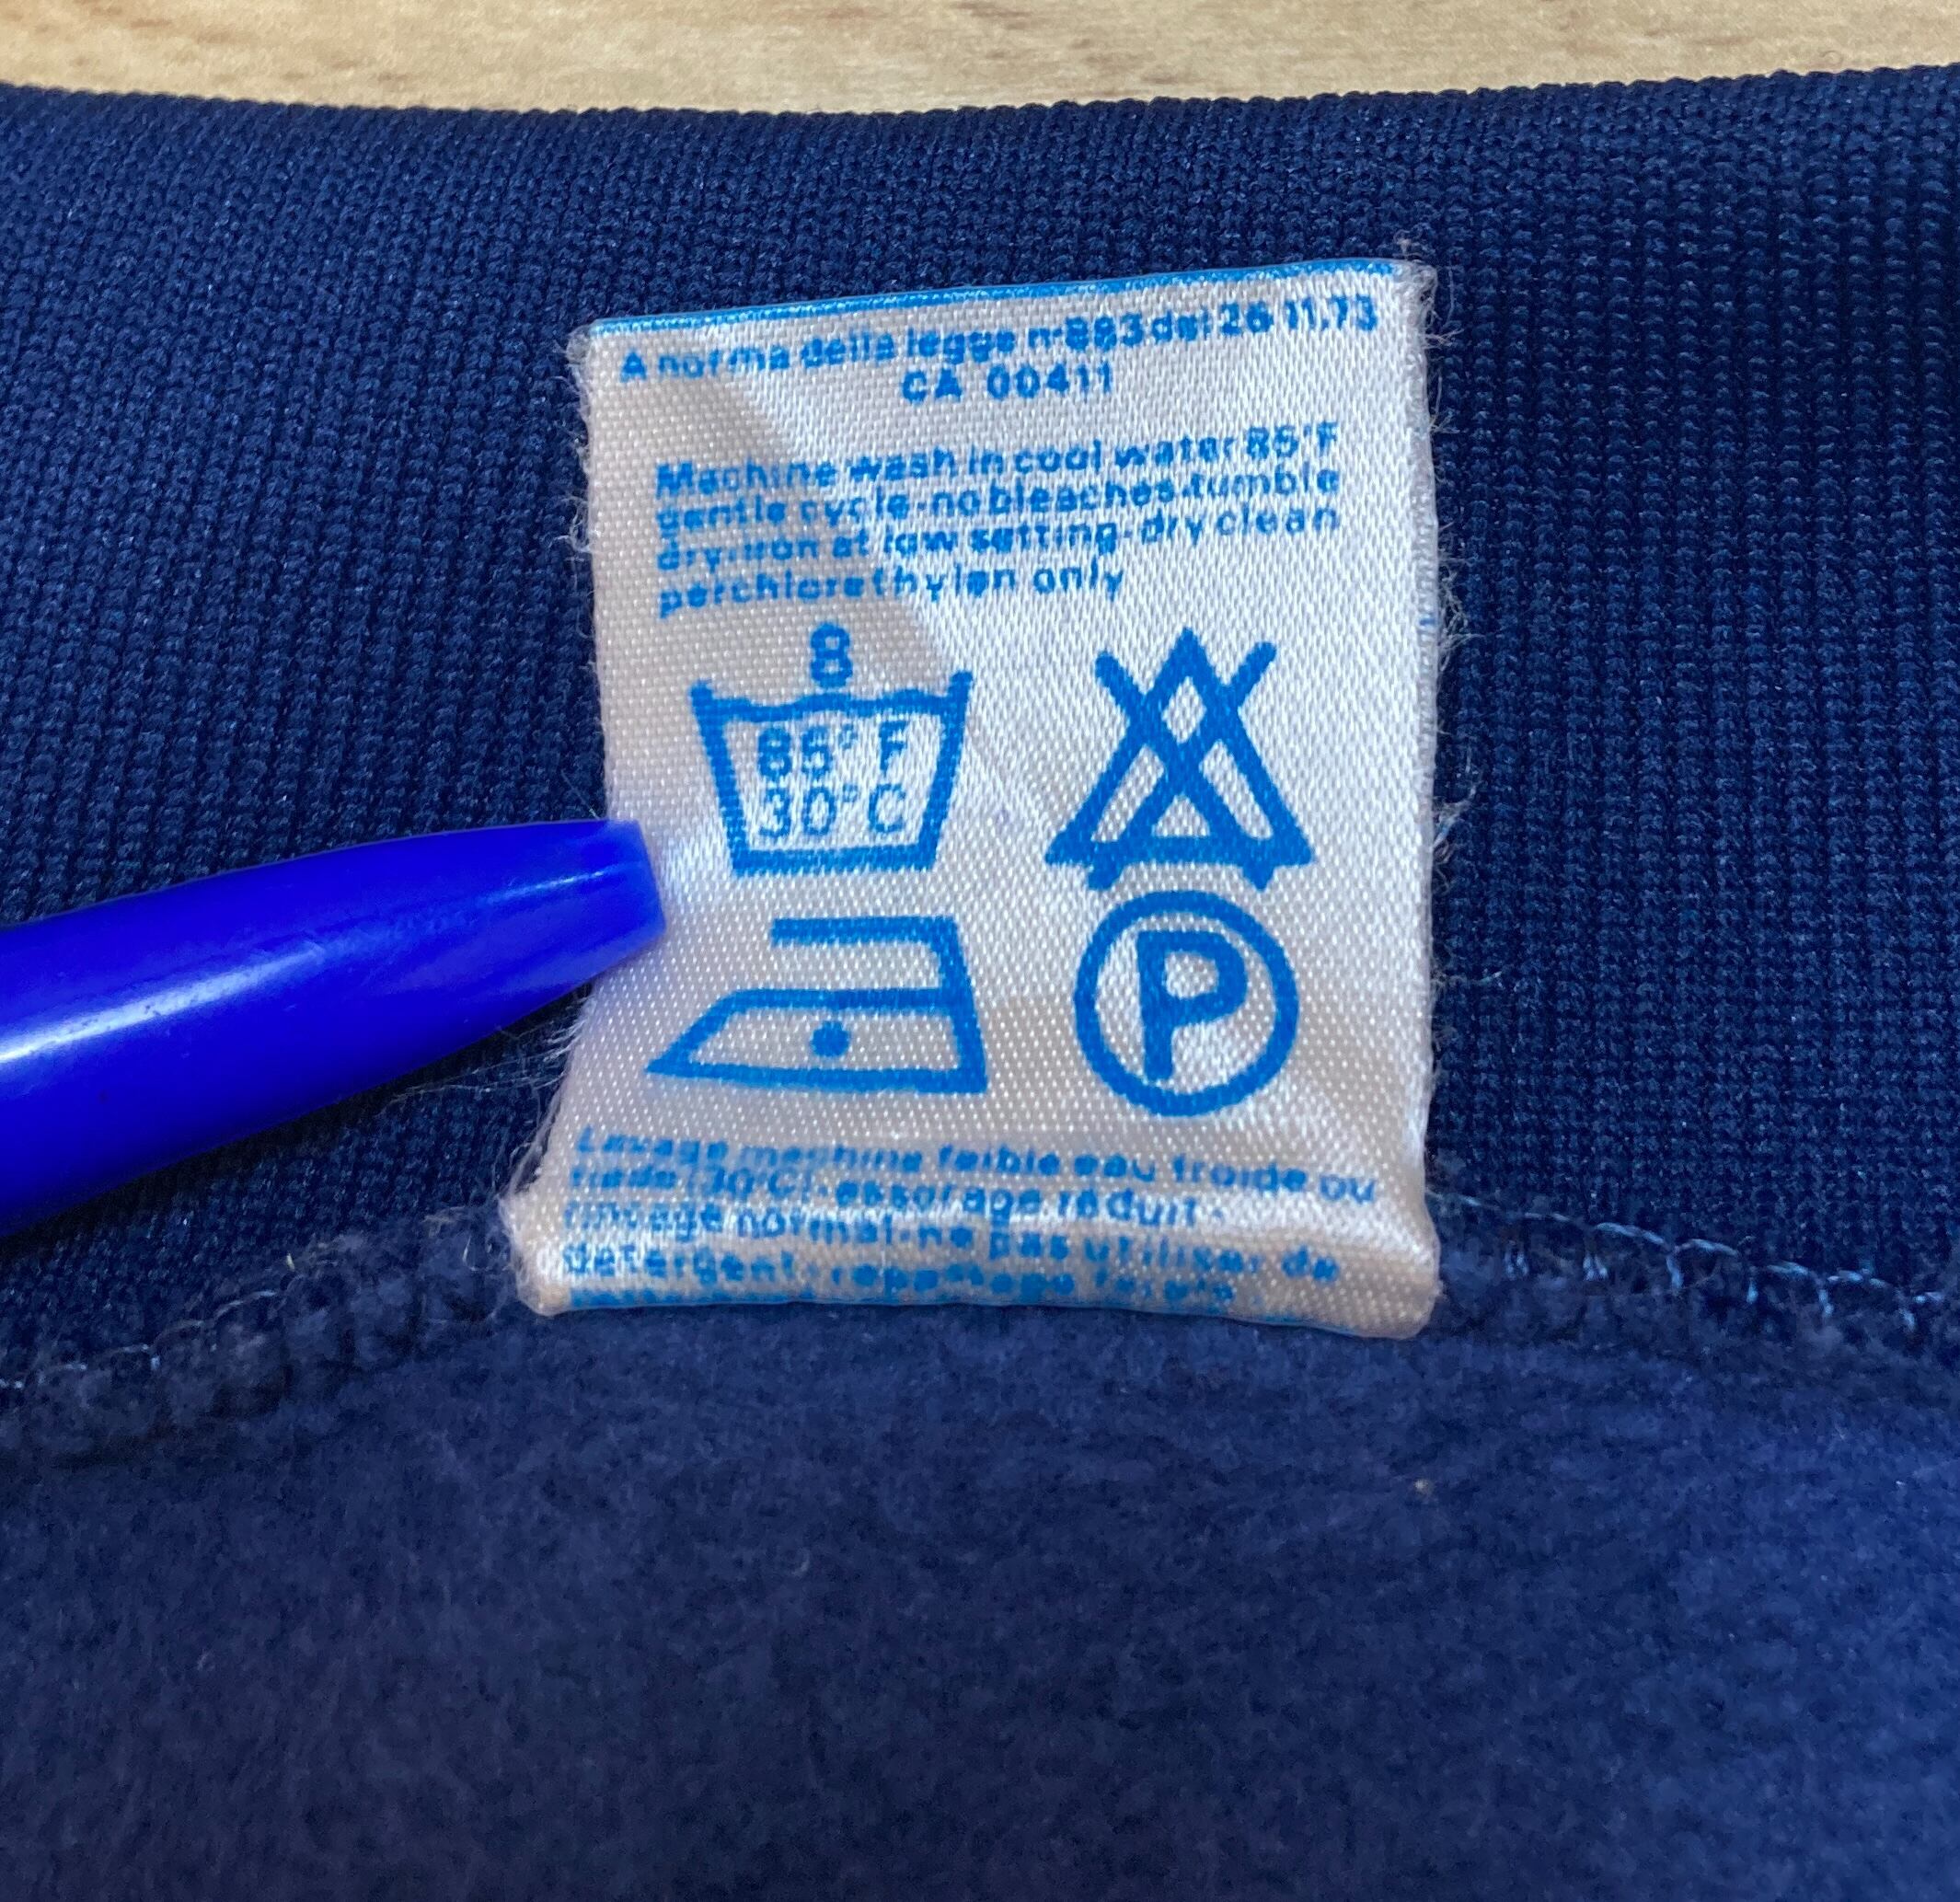 A norma della legge n°883 del 26.11.73
CA 00411
Machine wash in cool water 85°F
gentle cycle-no bleaches-tumble
dry-iron at low setting-dry clean
perchlorethylen only
8
85° F
30° C
P
Lavage machine faible eau froide ou
tiède (30°C)-essorage réduit-
rinçage normal-ne pas utiliser de
détergent-repassage faible-